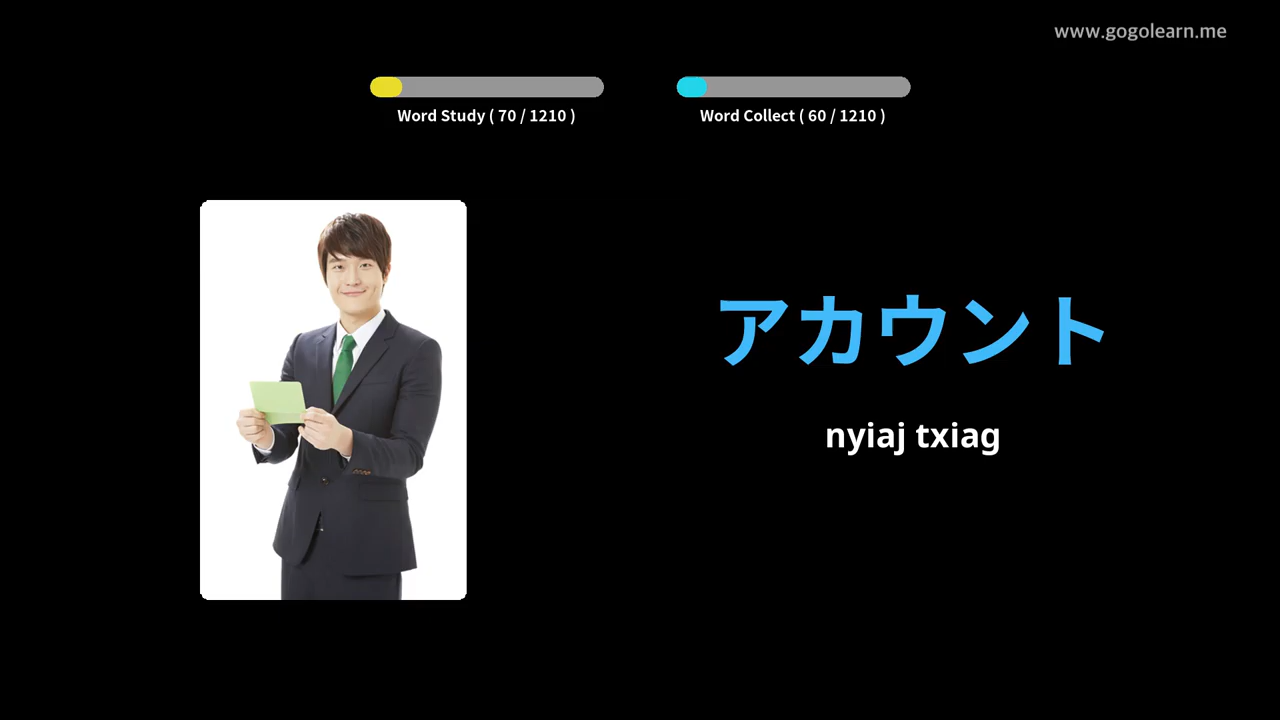 www.gogolearn.me
Word Study ( 70 / 1210 )
Word Collect ( 60 / 1210 )
アカウント
nyiaj txiag